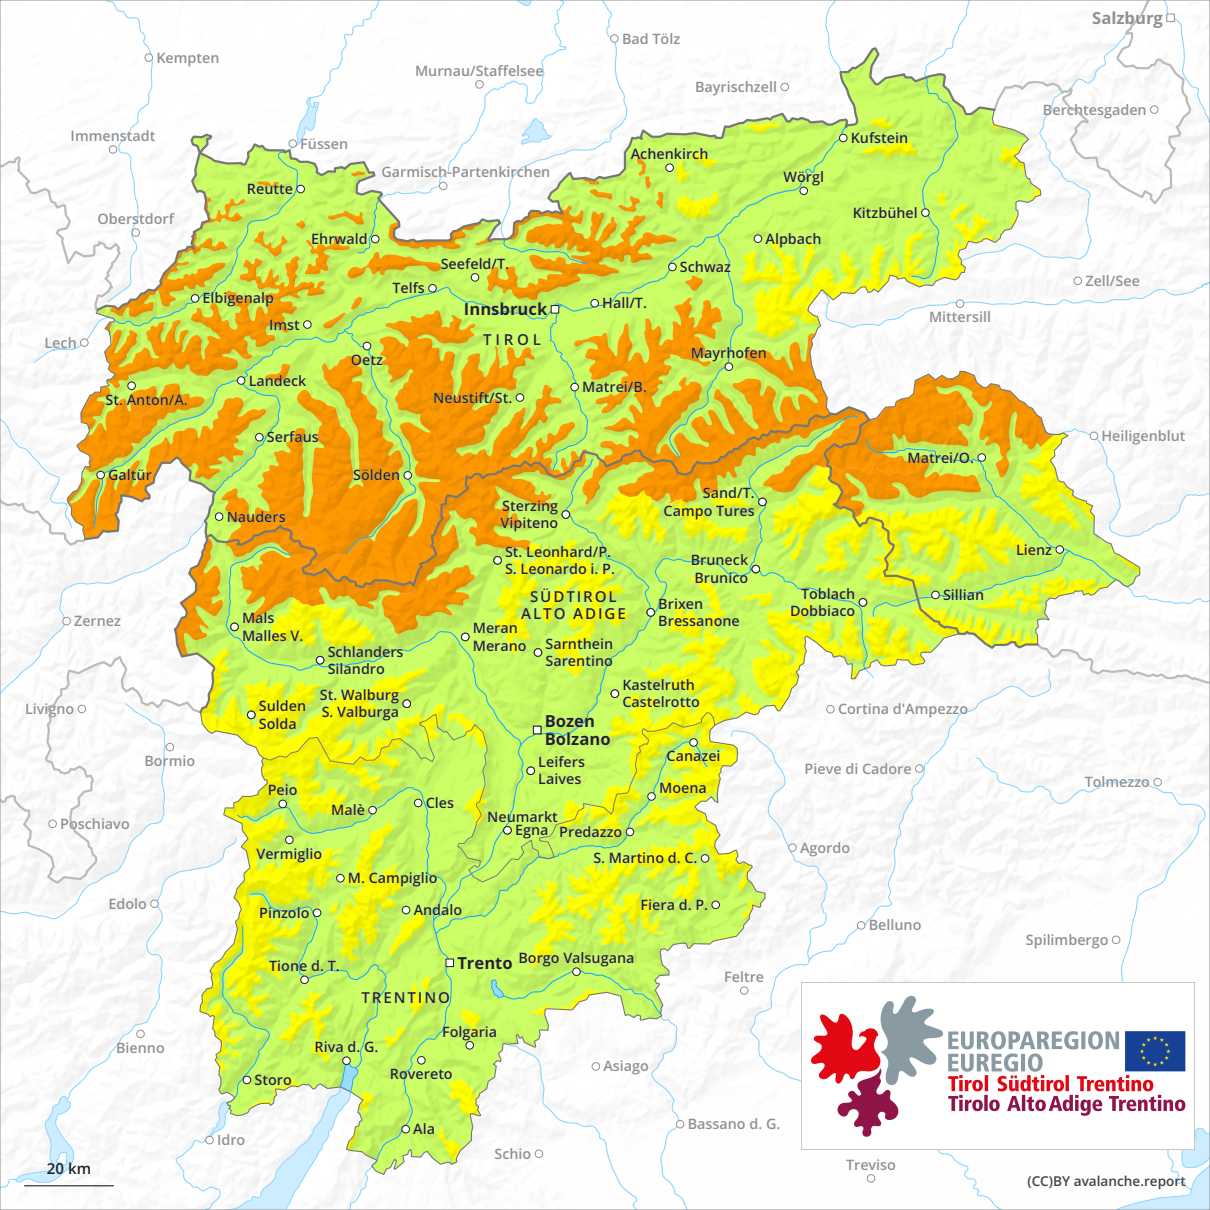 Salzburg
Bad Tölz
Kempten
Murnau/Staffelsee
Bayrischzell
Berchtesgaden
Immenstadt
Füssen
Kufstein
Achenkirch
Garmisch-Partenkirchen
Wörgl
Reutte
Oberstdorf
Kitzbühel
Ehrwald
Alpbach
Seefeld/T.
Schwaz
Zell/See
Telfs
Elbigenalp
Innsbruck
Hall/T.
Mittersill
Imst
TIROL
Lech
Oetz
Mayrhofen
Landeck
Matrei/B.
St. Anton/A.
Neustift/St.
Serfaus
Heiligenblut
Matrei/O.
Galtür
Sölden
Sand/T.
Campo Tures
Sterzing
Vipiteno
Nauders
St. Leonhard/P.
S. Leonardo i. P.
Lienz
Bruneck
Brunico
SÜDTIROL
ALTO ADIGE
Toblach
Dobbiaco
Sillian
Brixen
Bressanone
Zernez
Mals
Malles V.
Meran
Merano
Sarnthein
Sarentino
Schlanders
Silandro
Kastelruth
Castelrotto
St. Walburg
S. Valburga
Sulden
Solda
Livigno
Cortina d'Ampezzo
Bozen
Bolzano
Bormio
Canazei
Leifers
Laives
Pieve di Cadore
Tolmezzo
Peio
Moena
Malè
Cles
Neumarkt
Egna
Predazzo
Poschiavo
Vermiglio
Agordo
S. Martino d. C.
M. Campiglio
Edolo
Pinzolo
Andalo
Fiera d. P.
Belluno
Spilimbergo
Trento
Borgo Valsugana
Tione d. T.
Feltre
TRENTINO
Folgaria
Bienno
Riva d. G.
EUROPAREGION
EUREGIO
Tirol Südtirol Trentino
Tirolo Alto Adige Trentino
Asiago
Rovereto
Storo
Bassano d. G.
Ala
Idro
Schio
Treviso
20 km
(CC)BY avalanche.report